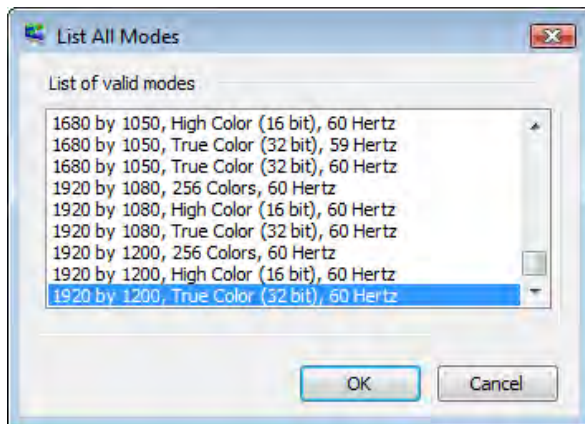 List All Modes
List of valid modes
1680 by 1050, High Color (16 bit), 60 Hertz
1680 by 1050, True Color (32 bit), 59 Hertz
1680 by 1050, True Color (32 bit), 60 Hertz
1920 by 1080, 256 Colors, 60 Hertz
1920 by 1080, High Color (16 bit), 60 Hertz
1920 by 1080, True Color (32 bit), 60 Hertz
1920 by 1200, 256 Colors, 60 Hertz
1920 by 1200, High Color (16 bit), 60 Hertz
1920 by 1200, True Color (32 bit), 60 Hertz
OK Cancel